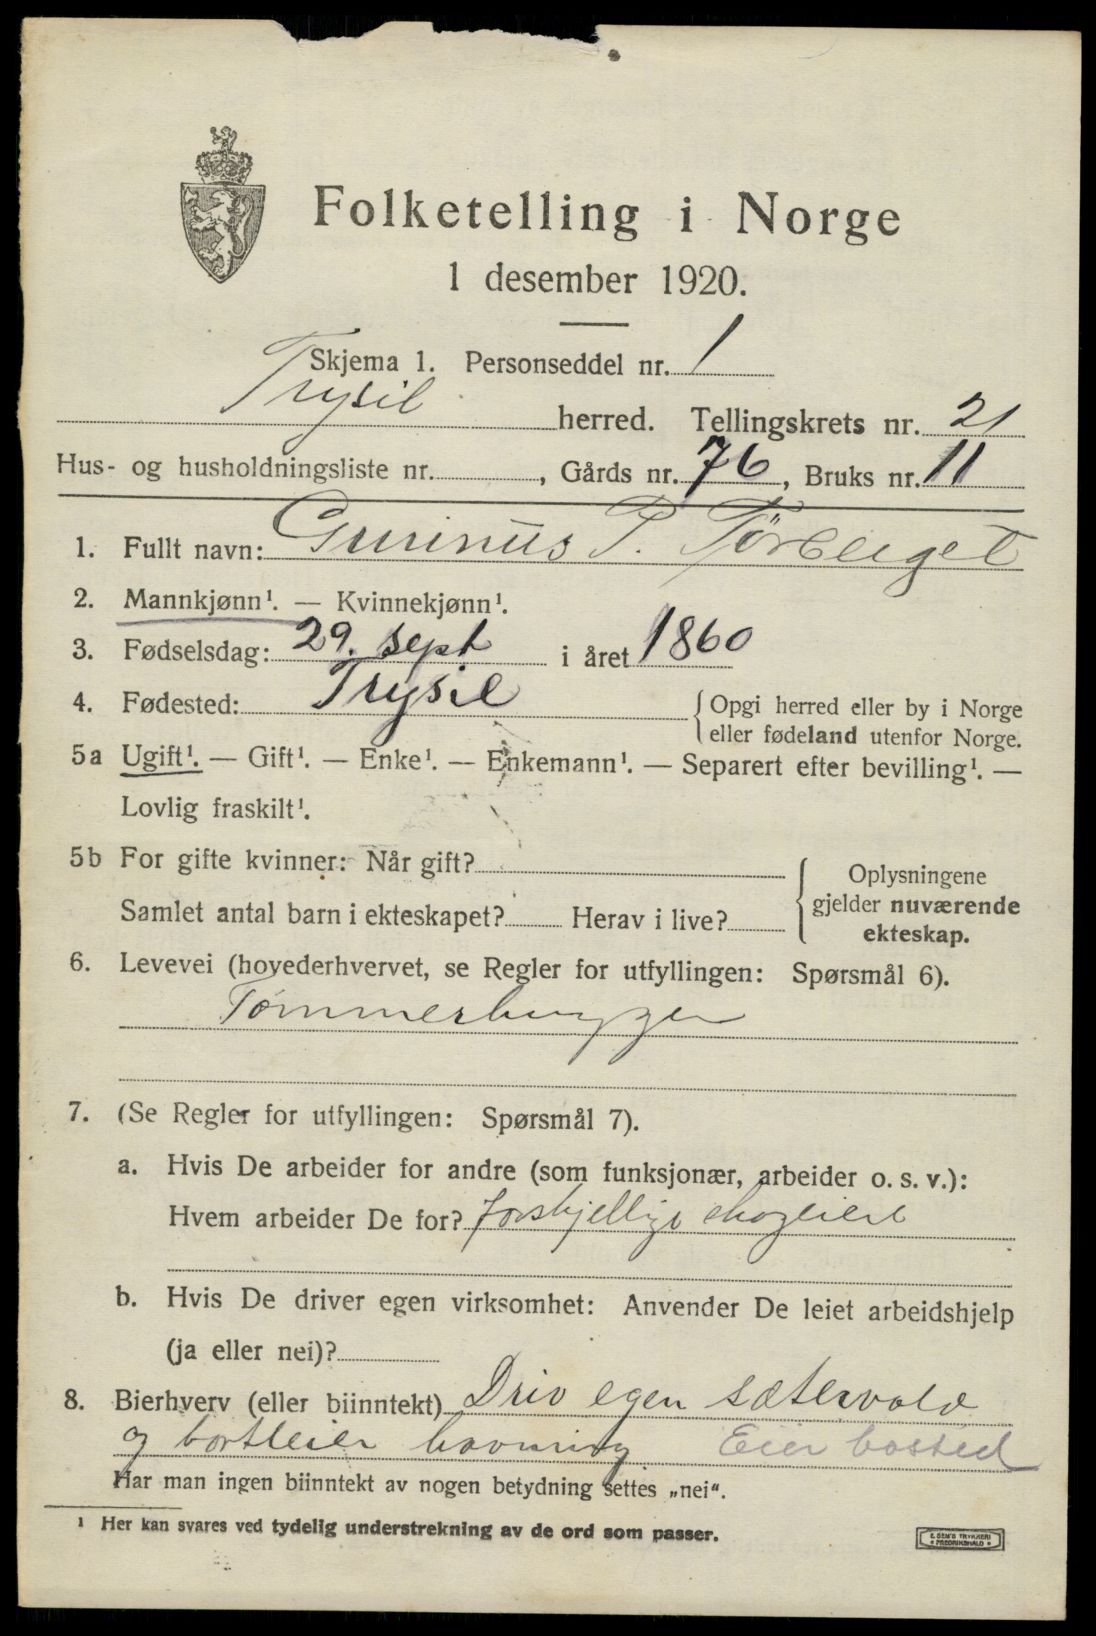 Folketelling i Norge
1 desember 1920.
Skjema 1. Personseddel nr. 1
Trysil herred. Tellingskrets nr. 21
Hus- og husholdningsliste nr. , Gårds nr. 76, Bruks nr. 11
1. Fullt navn: Gurinus P. Törberget
2. Mannkjønn¹. — Kvinnekjønn¹.
3. Fødselsdag: 29. sept i året 1860
4. Fødested: Trysil
{ Opgi herred eller by i Norge
eller fødeland utenfor Norge.
5a Ugift¹. — Gift¹. — Enke¹. — Enkemann¹. — Separert efter bevilling¹. —
Lovlig fraskilt¹.
5b For gifte kvinner: Når gift?
Samlet antal barn i ekteskapet? Herav i live?
{ Oplysningene
gjelder nuværende
ekteskap.
6. Levevei (hovederhvervet, se Regler for utfyllingen: Spørsmål 6).
Tømmerhugger
7. (Se Regler for utfyllingen: Spørsmål 7).
a. Hvis De arbeider for andre (som funksjonær, arbeider o. s. v.):
Hvem arbeider De for? Forskjellige skogeiere
b. Hvis De driver egen virksomhet: Anvender De leiet arbeidshjelp
(ja eller nei)?
8. Bierhverv (eller biinntekt) Driv egen sætervold
og bortleier havning Eier bosted
Har man ingen biinntekt av nogen betydning settes „nei".
¹ Her kan svares ved tydelig understrekning av de ord som passer.
E. SEM'S TRYKKERI
FREDRIKSHALD